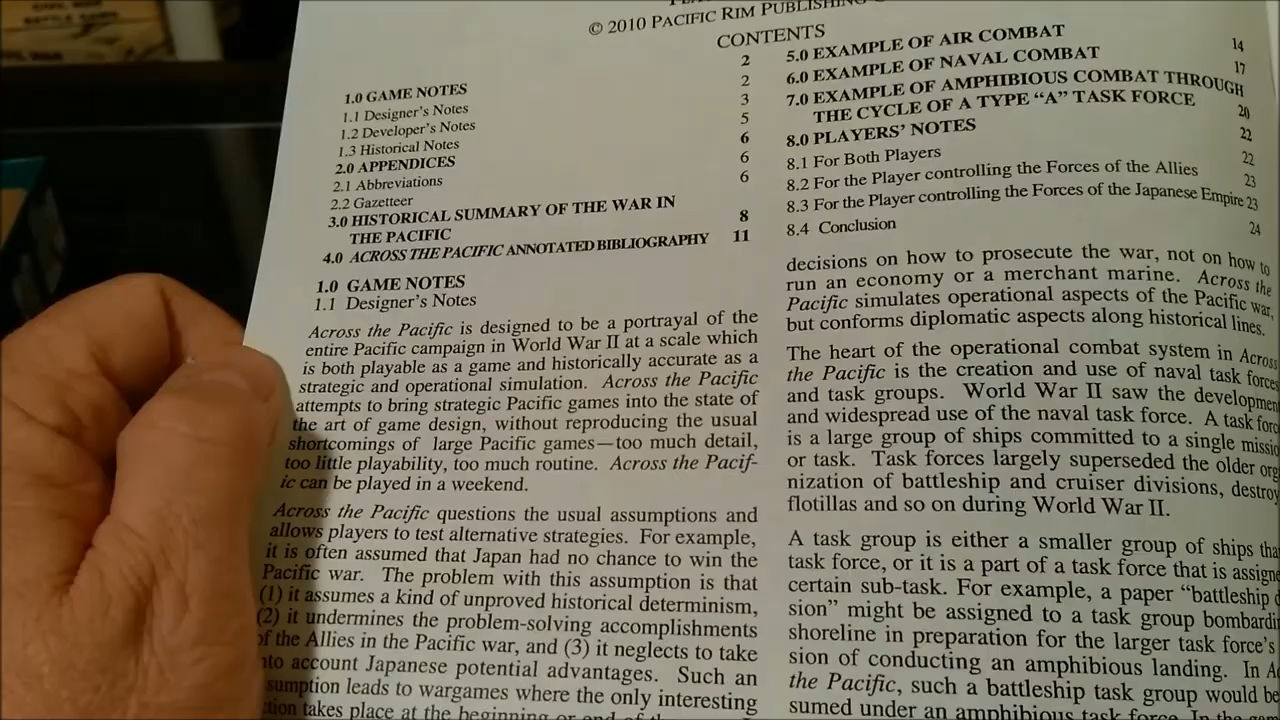 © 2010 PACIFIC RIM PUBLISHING
CONTENTS
1.0 GAME NOTES 2
1.1 Designer's Notes 2
1.2 Developer's Notes 3
1.3 Historical Notes 5
2.0 APPENDICES 6
2.1 Abbreviations 6
2.2 Gazetteer 6
3.0 HISTORICAL SUMMARY OF THE WAR IN
THE PACIFIC 8
4.0 ACROSS THE PACIFIC ANNOTATED BIBLIOGRAPHY 11
5.0 EXAMPLE OF AIR COMBAT 14
6.0 EXAMPLE OF NAVAL COMBAT 17
7.0 EXAMPLE OF AMPHIBIOUS COMBAT THROUGH
THE CYCLE OF A TYPE “A” TASK FORCE 20
8.0 PLAYERS' NOTES 22
8.1 For Both Players 22
8.2 For the Player controlling the Forces of the Allies 23
8.3 For the Player controlling the Forces of the Japanese Empire 23
8.4 Conclusion 24
1.0 GAME NOTES
1.1 Designer's Notes
Across the Pacific is designed to be a portrayal of the
entire Pacific campaign in World War II at a scale which
is both playable as a game and historically accurate as a
strategic and operational simulation. Across the Pacific
attempts to bring strategic Pacific games into the state of
the art of game design, without reproducing the usual
shortcomings of large Pacific games—too much detail,
too little playability, too much routine. Across the Pacif-
ic can be played in a weekend.
Across the Pacific questions the usual assumptions and
allows players to test alternative strategies. For example,
it is often assumed that Japan had no chance to win the
Pacific war. The problem with this assumption is that
(1) it assumes a kind of unproved historical determinism,
(2) it undermines the problem-solving accomplishments
of the Allies in the Pacific war, and (3) it neglects to take
into account Japanese potential advantages. Such an
sumption leads to wargames where the only interesting
tion takes place at the beginning or end of the
decisions on how to prosecute the war, not on how to
run an economy or a merchant marine. Across the
Pacific simulates operational aspects of the Pacific war,
but conforms diplomatic aspects along historical lines.
The heart of the operational combat system in Across
the Pacific is the creation and use of naval task forces
and task groups. World War II saw the development
and widespread use of the naval task force. A task forc
is a large group of ships committed to a single missio
or task. Task forces largely superseded the older org
nization of battleship and cruiser divisions, destroy
flotillas and so on during World War II.
A task group is either a smaller group of ships tha
task force, or it is a part of a task force that is assigne
certain sub-task. For example, a paper “battleship d
sion” might be assigned to a task group bombardi
shoreline in preparation for the larger task force's
sion of conducting an amphibious landing. In A
the Pacific, such a battleship task group would be
sumed under an amphibious task force. In the